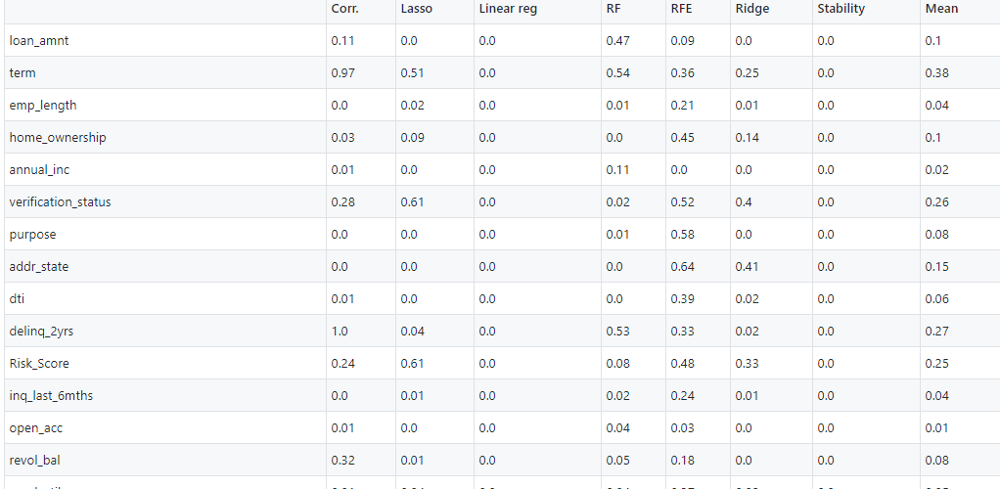 Corr. Lasso Linear reg RF RFE Ridge Stability Mean
loan_amnt 0.11 0.0 0.0 0.47 0.09 0.0 0.0 0.1
term 0.97 0.51 0.0 0.54 0.36 0.25 0.0 0.38
emp_length 0.0 0.02 0.0 0.01 0.21 0.01 0.0 0.04
home_ownership 0.03 0.09 0.0 0.0 0.45 0.14 0.0 0.1
annual_inc 0.01 0.0 0.0 0.11 0.0 0.0 0.0 0.02
verification_status 0.28 0.61 0.0 0.02 0.52 0.4 0.0 0.26
purpose 0.0 0.0 0.0 0.01 0.58 0.0 0.0 0.08
addr_state 0.0 0.0 0.0 0.0 0.64 0.41 0.0 0.15
dti 0.01 0.0 0.0 0.0 0.39 0.02 0.0 0.06
delinq_2yrs 1.0 0.04 0.0 0.53 0.33 0.02 0.0 0.27
Risk_Score 0.24 0.61 0.0 0.08 0.48 0.33 0.0 0.25
inq_last_6mths 0.0 0.01 0.0 0.02 0.24 0.01 0.0 0.04
open_acc 0.01 0.0 0.0 0.04 0.03 0.0 0.0 0.01
revol_bal 0.32 0.01 0.0 0.05 0.18 0.0 0.0 0.08